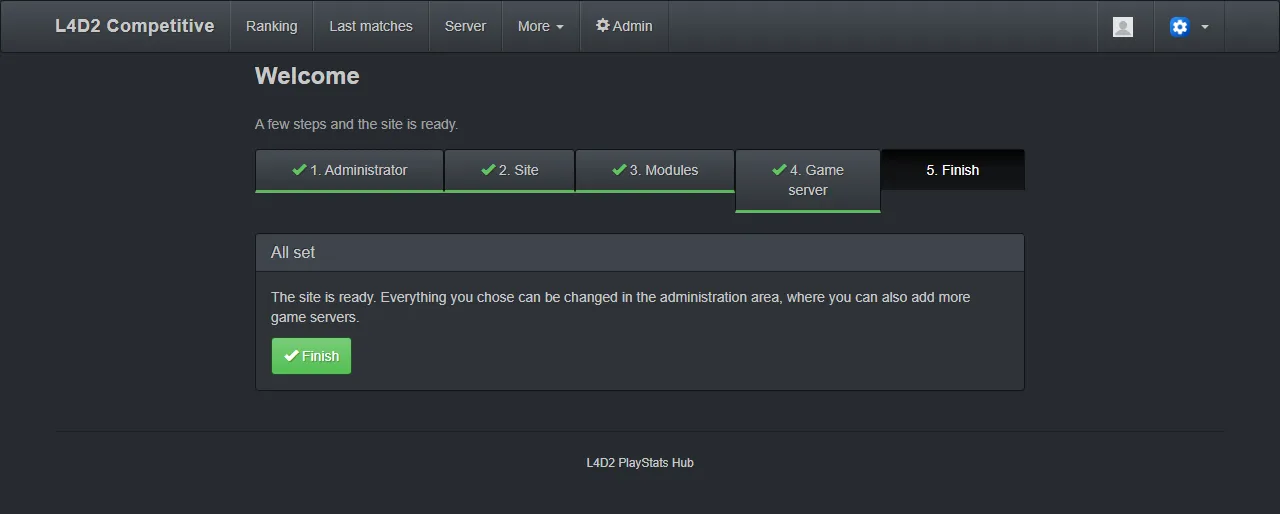 L4D2 Competitive Ranking Last matches Server More Admin
Welcome
A few steps and the site is ready.
1. Administrator 2. Site 3. Modules 4. Game server 5. Finish
All set
The site is ready. Everything you chose can be changed in the administration area, where you can also add more
game servers.
Finish
L4D2 PlayStats Hub